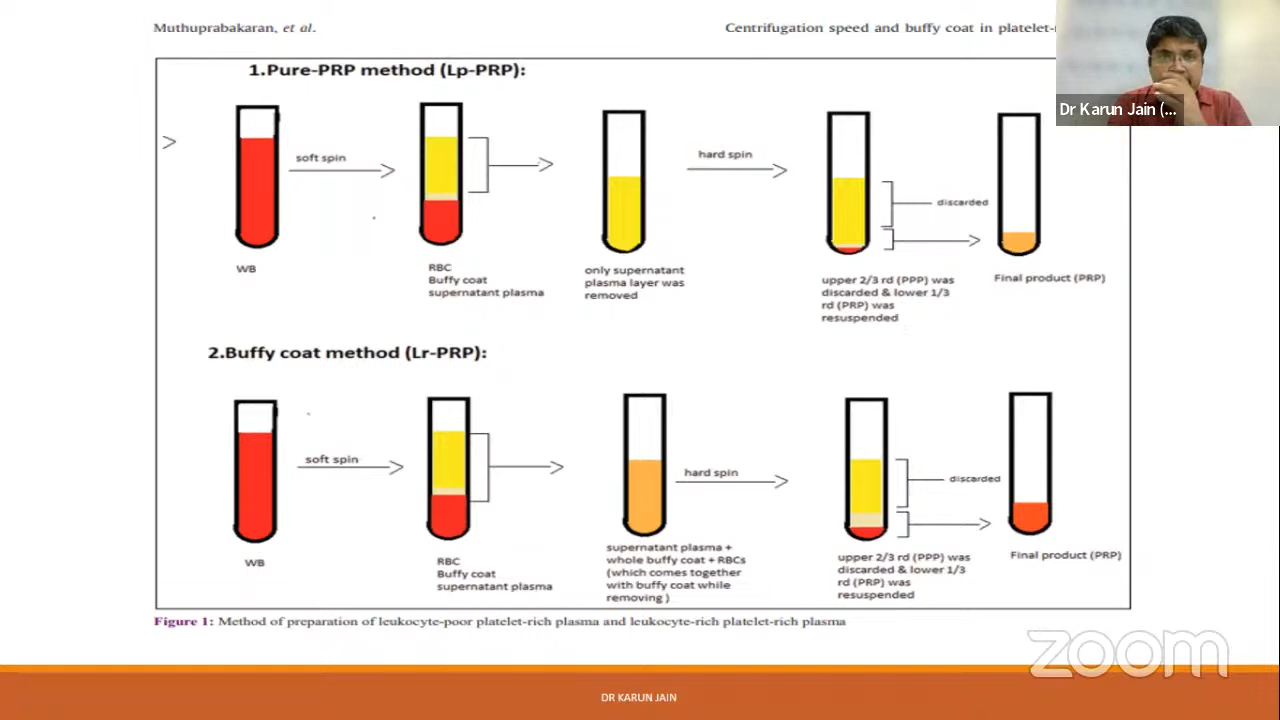 Muthuprabakaran, et al.
Centrifugation speed and buffy coat in platelet-
Dr Karun Jain (...
1.Pure-PRP method (Lp-PRP):
soft spin
hard spin
discarded
WB
RBC
Buffy coat
supernatant plasma
only supernatant
plasma layer was
removed
upper 2/3 rd (PPP) was
discarded & lower 1/3
rd (PRP) was
resuspended
Final product (PRP)
2.Buffy coat method (Lr-PRP):
soft spin
hard spin
discarded
WB
RBC
Buffy coat
supernatant plasma
supernatant plasma +
whole buffy coat + RBCs
(which comes together
with buffy coat while
removing )
upper 2/3 rd (PPP) was
discarded & lower 1/3
rd (PRP) was
resuspended
Final product (PRP)
Figure 1: Method of preparation of leukocyte-poor platelet-rich plasma and leukocyte-rich platelet-rich plasma
zoom
DR KARUN JAIN